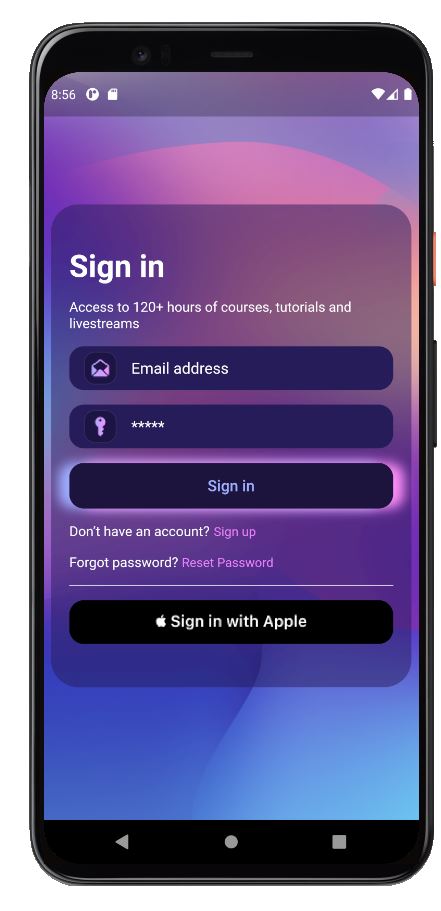 8:56
Sign in
Access to 120+ hours of courses, tutorials and
livestreams
Email address
*****
Sign in
Don't have an account? Sign up
Forgot password? Reset Password
Sign in with Apple